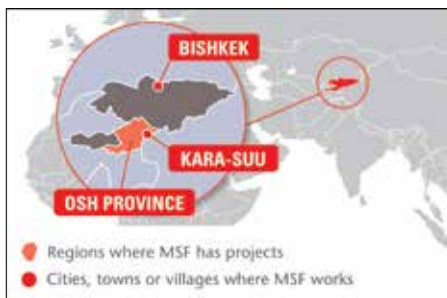 BISHKEK
KARA-SUU
OSH PROVINCE
Regions where MSF has projects
Cities, towns or villages where MSF works